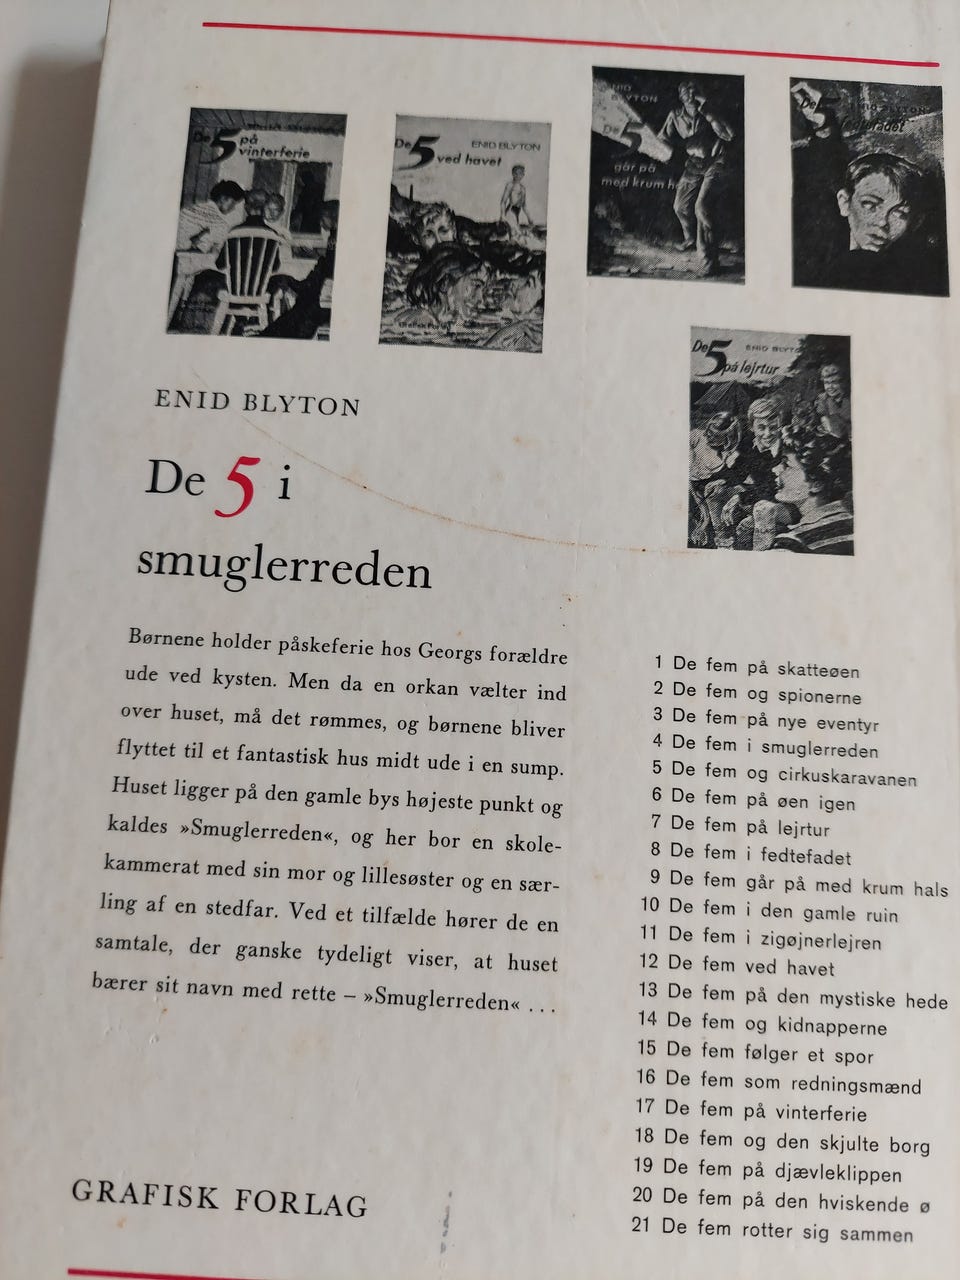 De 5 på
vinterferie
De 5 ENID BLYTON
ved havet
ENID
BLYTON
De 5
går på
med krum
De 5 ENID BLYTON
De 5 ENID BLYTON
på lejrtur
ENID BLYTON
De 5 i
smuglerreden
Børnene holder påskeferie hos Georgs forældre
ude ved kysten. Men da en orkan vælter ind
over huset, må det rømmes, og børnene bliver
flyttet til et fantastisk hus midt ude i en sump.
Huset ligger på den gamle bys højeste punkt og
kaldes »Smuglerreden«, og her bor en skole-
kammerat med sin mor og lillesøster og en sær-
ling af en stedfar. Ved et tilfælde hører de en
samtale, der ganske tydeligt viser, at huset
bærer sit navn med rette – »Smuglerreden« ...
GRAFISK FORLAG
1 De fem på skatteøen
2 De fem og spionerne
3 De fem på nye eventyr
4 De fem i smuglerreden
5 De fem og cirkuskaravanen
6 De fem på øen igen
7 De fem på lejrtur
8 De fem i fedtefadet
9 De fem går på med krum hals
10 De fem i den gamle ruin
11 De fem i zigøjnerlejren
12 De fem ved havet
13 De fem på den mystiske hede
14 De fem og kidnapperne
15 De fem følger et spor
16 De fem som redningsmænd
17 De fem på vinterferie
18 De fem og den skjulte borg
19 De fem på djævleklippen
20 De fem på den hviskende ø
21 De fem rotter sig sammen